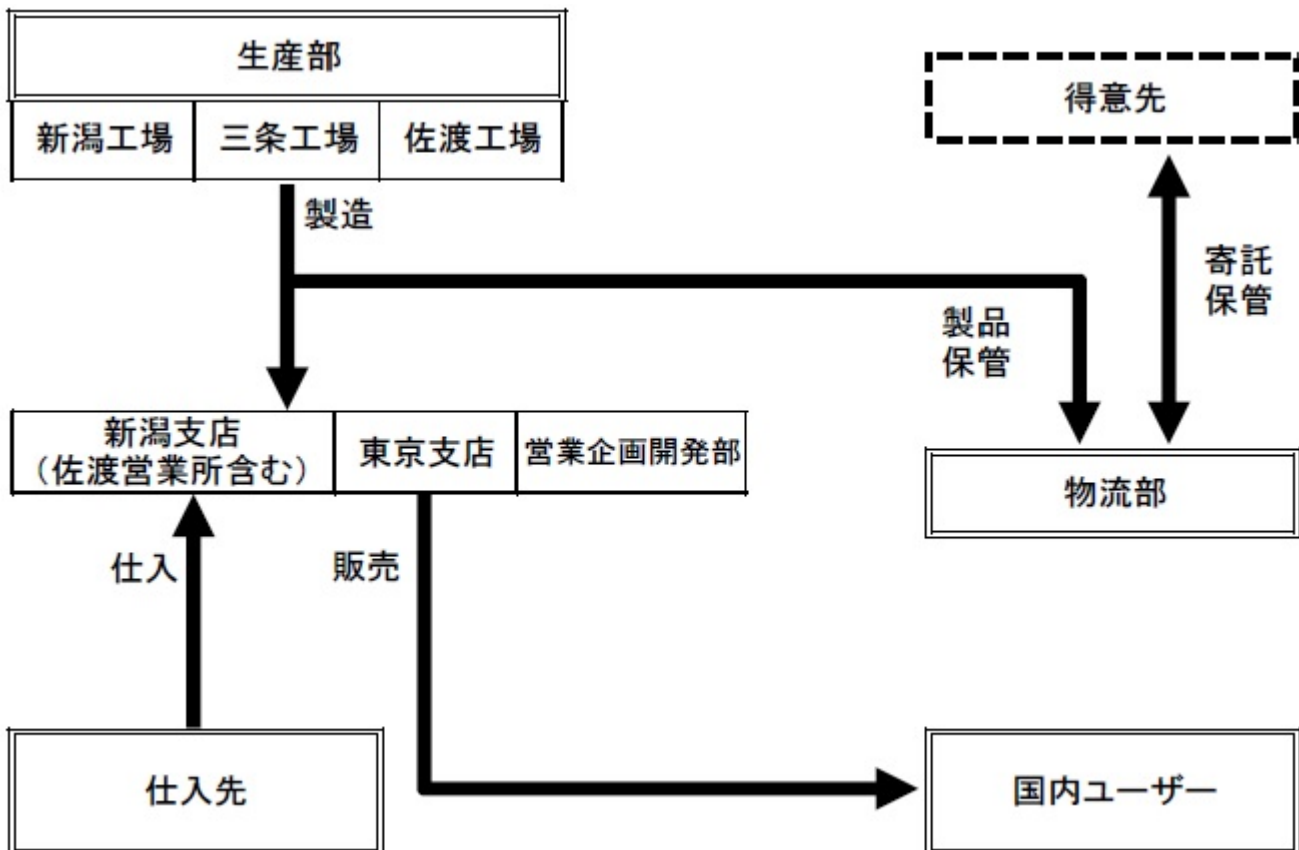 生産部
得意先
新潟工場
三条工場
佐渡工場
製造
寄託
保管
製品
保管
新潟支店
（佐渡営業所含む）
東京支店
営業企画開発部
物流部
仕入
販売
仕入先
国内ユーザー